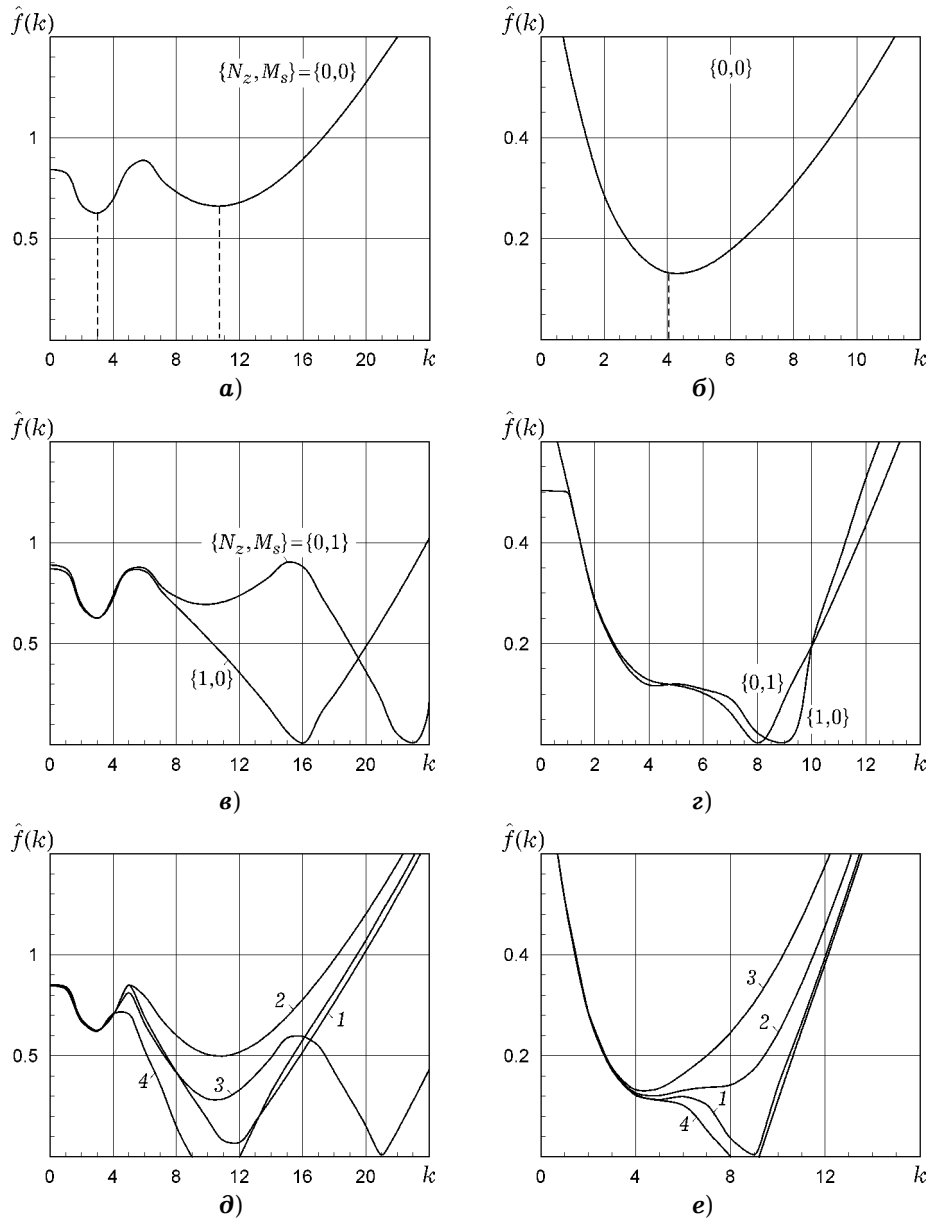 f̂(k) f̂(k)
{N_z, M_s}={0,0} {0,0}
1 0.4
0.5 0.2
0 4 8 12 16 20 k 0 2 4 6 8 10 k
а) б)
f̂(k) f̂(k)
{N_z, M_s}={0,1}
1 0.4
0.5 0.2
{1,0} {0,1} {1,0}
0 4 8 12 16 20 k 0 2 4 6 8 10 12 k
в) г)
f̂(k) f̂(k)
1 0.4
2 1 3 2
0.5 0.2
4 3 1 4
0 4 8 12 16 20 k 0 4 8 12 k
д) е)